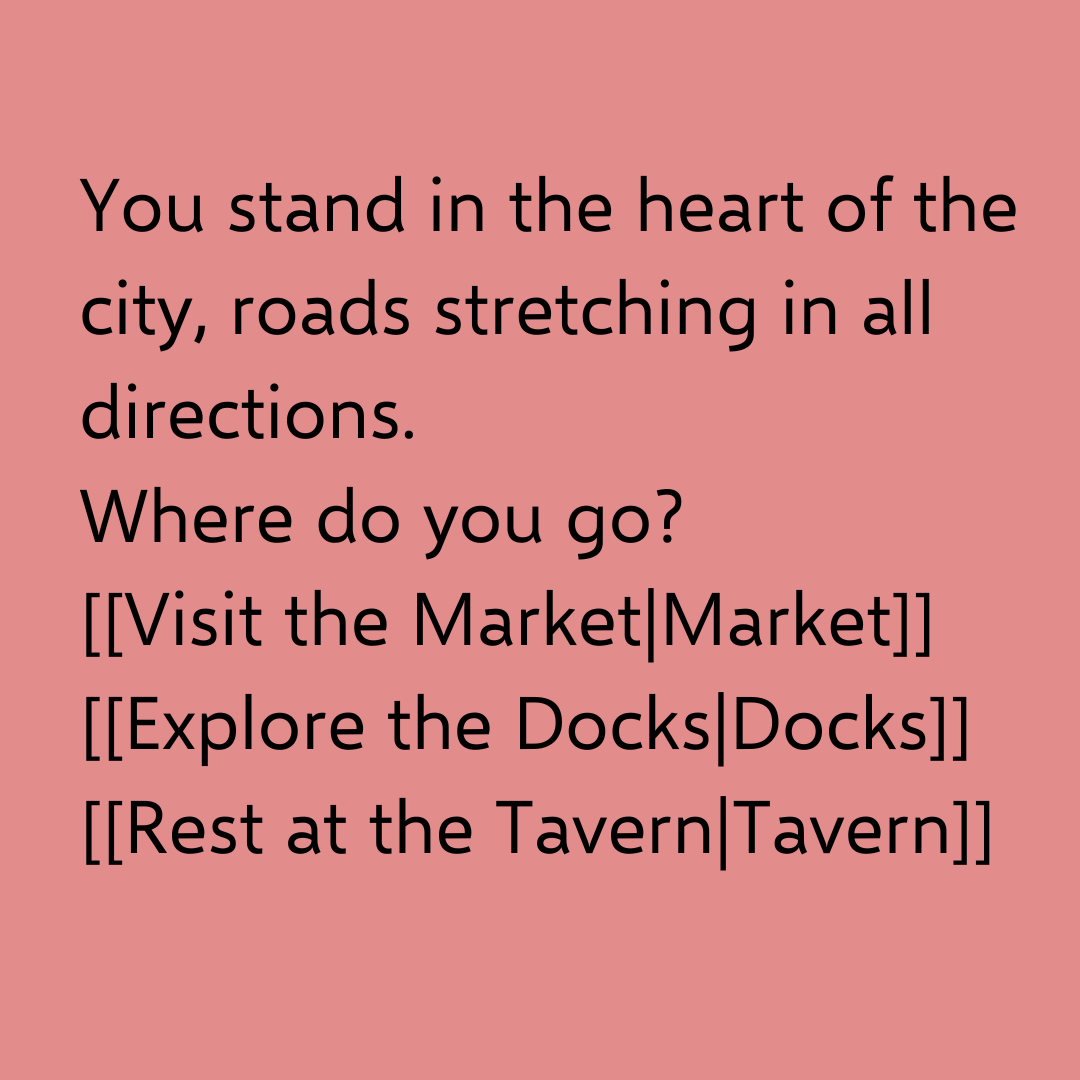 You stand in the heart of the
city, roads stretching in all
directions.
Where do you go?
[[Visit the Market|Market]]
[[Explore the Docks|Docks]]
[[Rest at the Tavern|Tavern]]